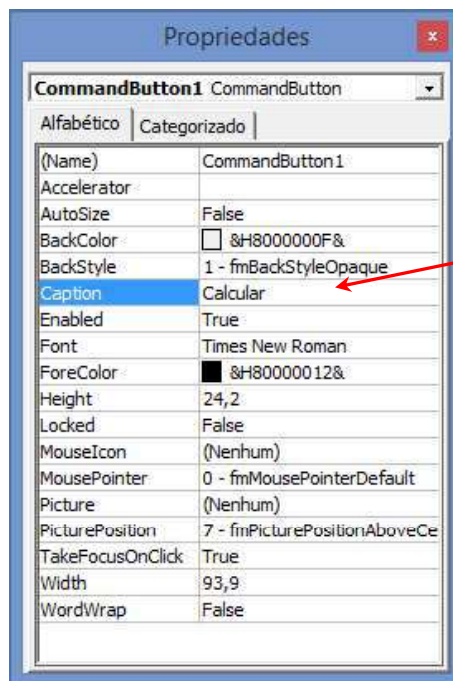 Propriedades
x
CommandButton1 CommandButton
Alfabético Categorizado
(Name) CommandButton1
Accelerator
AutoSize False
BackColor &H8000000F&
BackStyle 1 - fmBackStyleOpaque
Caption Calcular
Enabled True
Font Times New Roman
ForeColor &H80000012&
Height 24,2
Locked False
MouseIcon (Nenhum)
MousePointer 0 - fmMousePointerDefault
Picture (Nenhum)
PicturePosition 7 - fmPicturePositionAboveCe
TakeFocusOnClick True
Width 93,9
WordWrap False